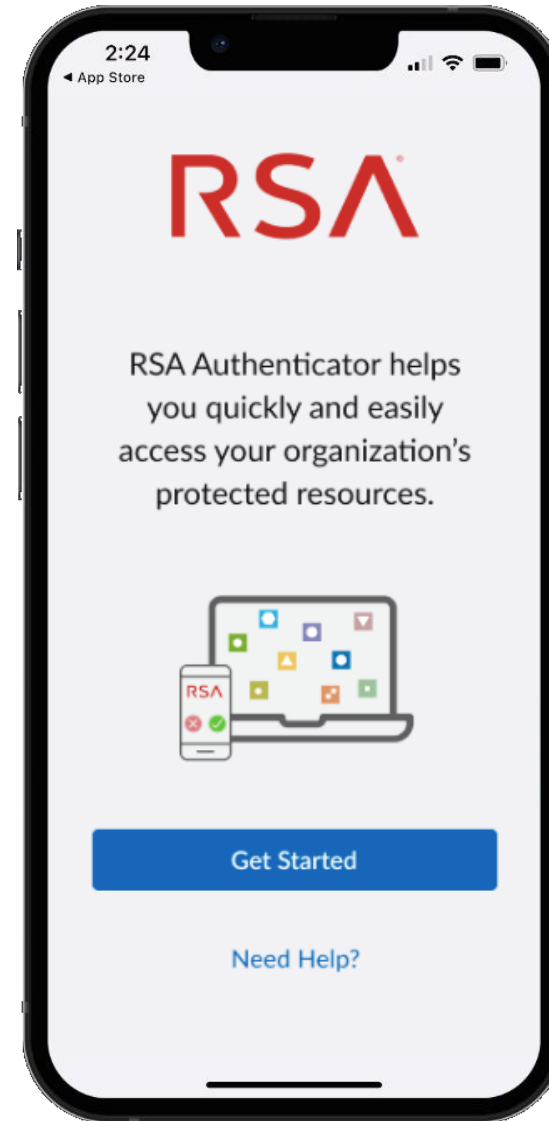 2:24
◀ App Store
RSA
RSA Authenticator helps
you quickly and easily
access your organization’s
protected resources.
RSA
Get Started
Need Help?